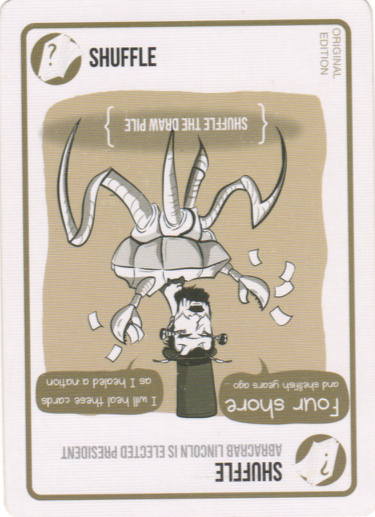 SHUFFLE
ORIGINAL
EDITION
SHUFFLE
ABRACRAB LINCOLN IS ELECTED PRESIDENT
Four shore
and shellfish years ago...
I will heal these cards
as I healed a nation
{ SHUFFLE THE DRAW PILE }